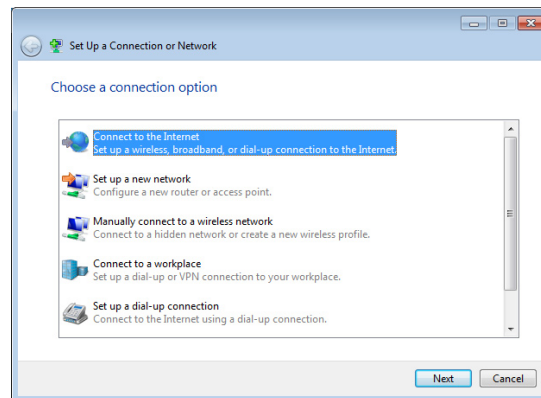 Set Up a Connection or Network
Choose a connection option
Connect to the Internet
Set up a wireless, broadband, or dial-up connection to the Internet.
Set up a new network
Configure a new router or access point.
Manually connect to a wireless network
Connect to a hidden network or create a new wireless profile.
Connect to a workplace
Set up a dial-up or VPN connection to your workplace.
Set up a dial-up connection
Connect to the Internet using a dial-up connection.
Next Cancel